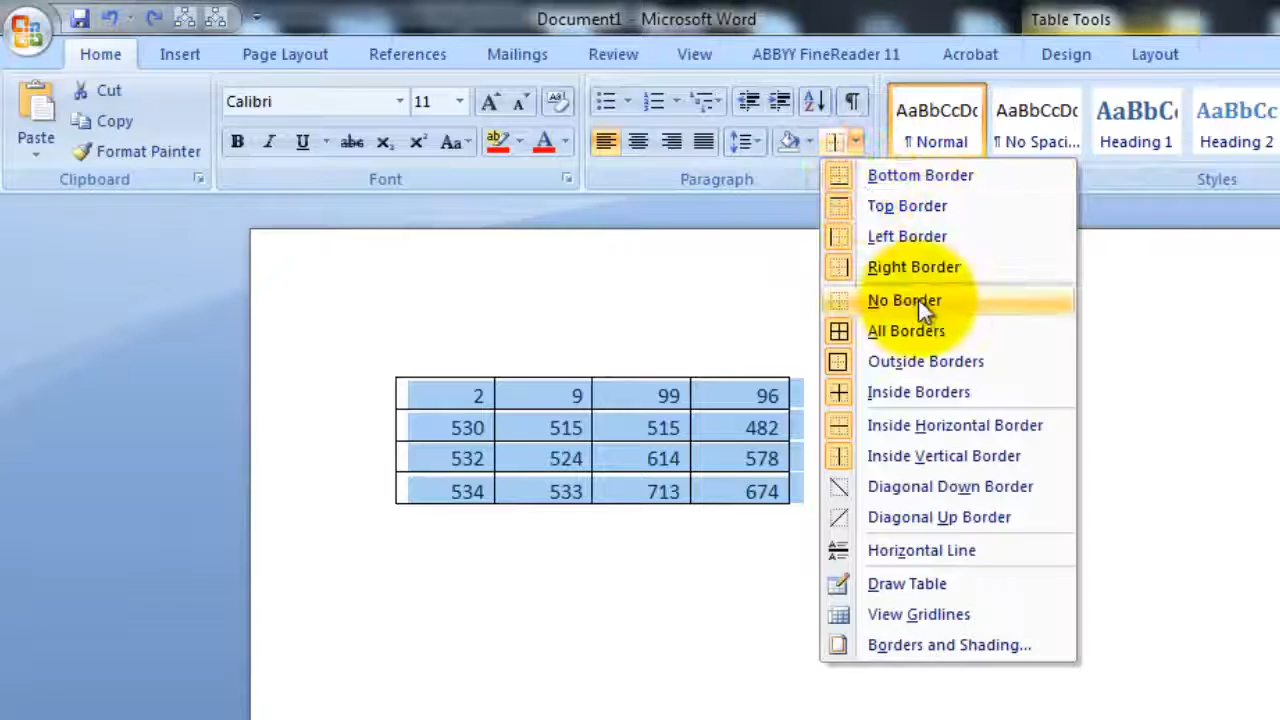 Document1 - Microsoft Word
Table Tools
Home Insert Page Layout References Mailings Review View ABBYY FineReader 11 Acrobat Design Layout
Paste
Cut
Copy
Format Painter
Clipboard
Calibri 11
B I U abc X₂ X² Aa
ab A
Font
Paragraph
AaBbCcDc AaBbCcDc AaBbC AaBbCc
¶ Normal ¶ No Spaci... Heading 1 Heading 2
Styles
Bottom Border
Top Border
Left Border
Right Border
No Border
All Borders
Outside Borders
Inside Borders
Inside Horizontal Border
Inside Vertical Border
Diagonal Down Border
Diagonal Up Border
Horizontal Line
Draw Table
View Gridlines
Borders and Shading...
2 9 99 96
530 515 515 482
532 524 614 578
534 533 713 674